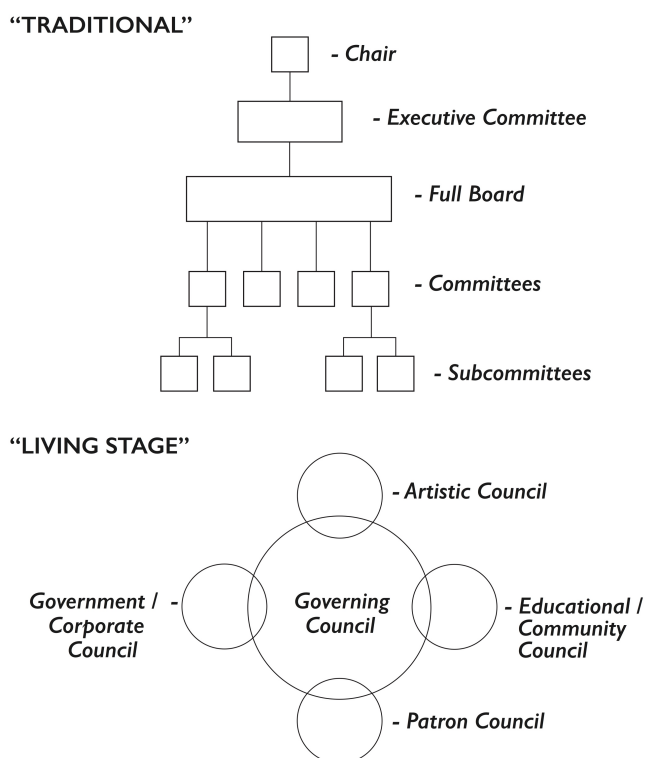 “TRADITIONAL”
- Chair
- Executive Committee
- Full Board
- Committees
- Subcommittees
“LIVING STAGE”
- Artistic Council
Government / -
Corporate
Council
Governing
Council
- Educational /
Community
Council
- Patron Council